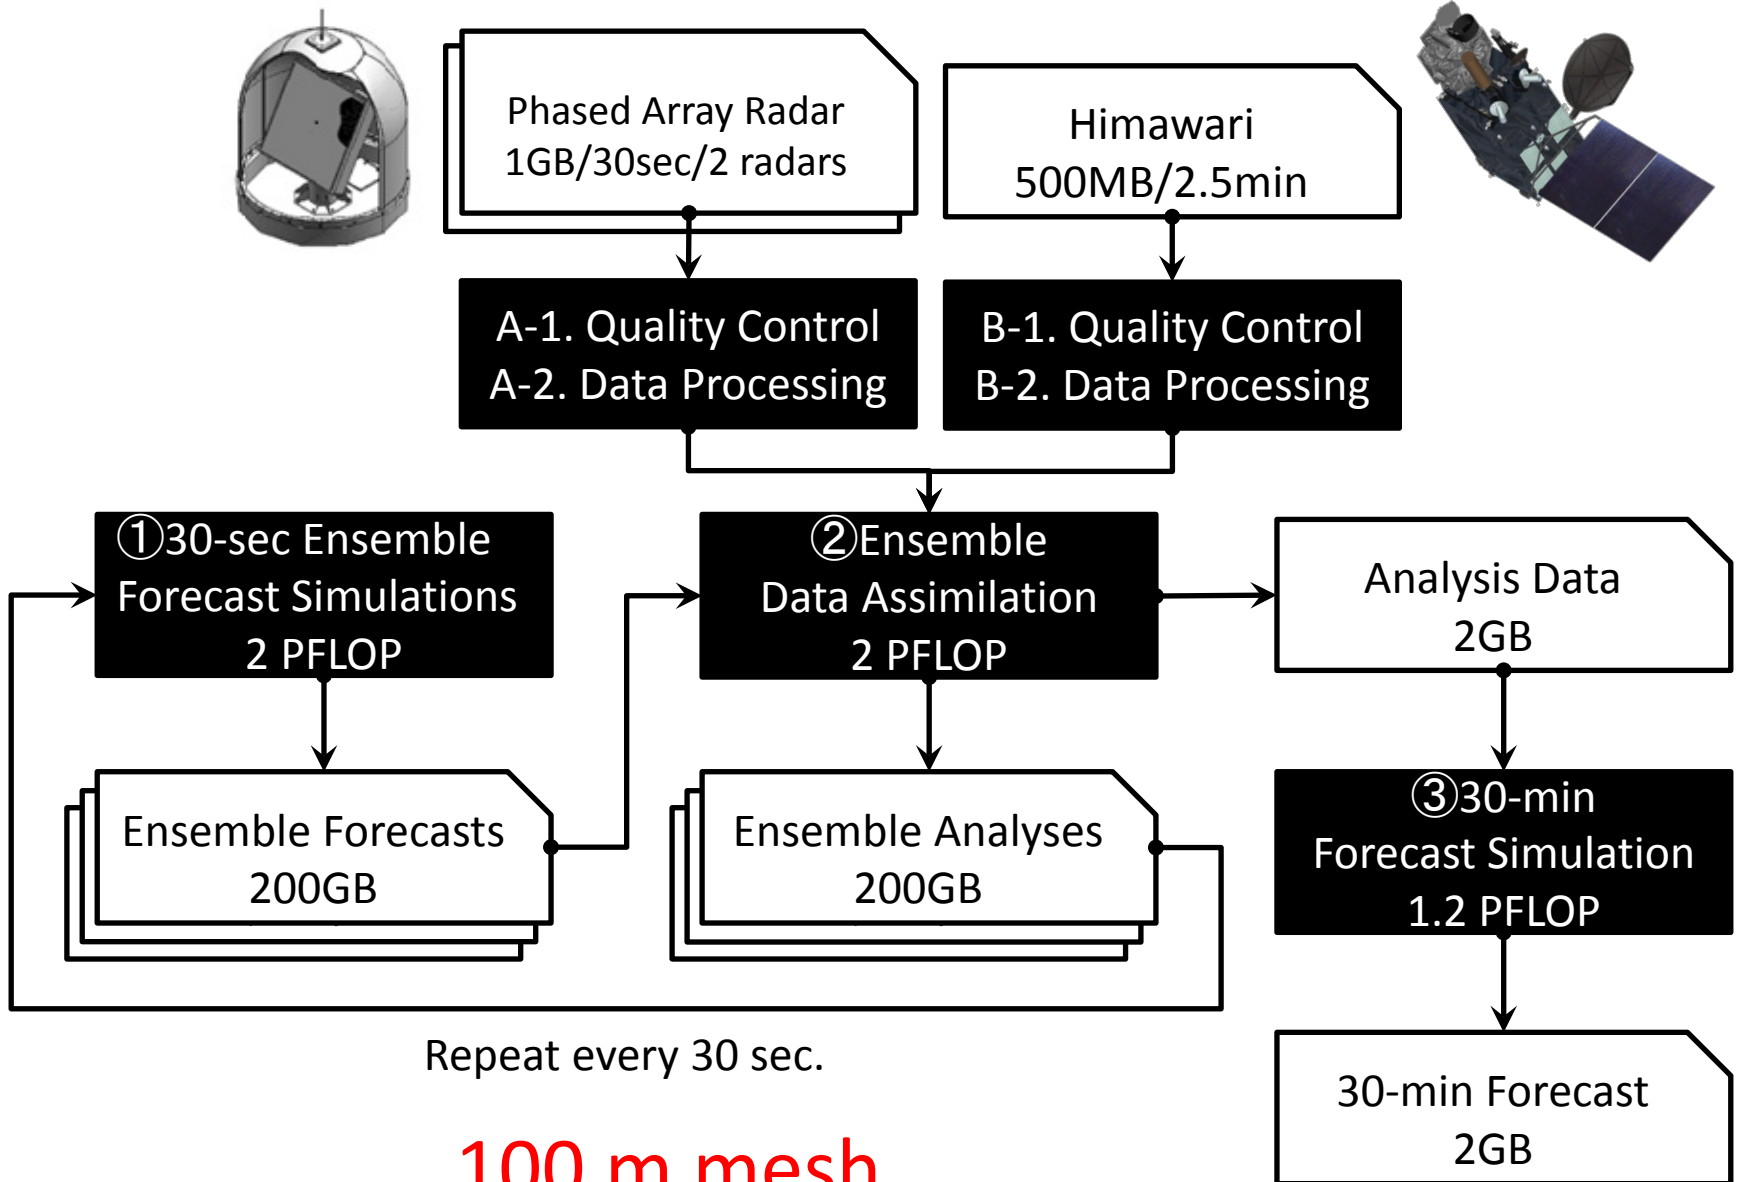 Phased Array Radar
1GB/30sec/2 radars
Himawari
500MB/2.5min
A-1. Quality Control
A-2. Data Processing
B-1. Quality Control
B-2. Data Processing
①30-sec Ensemble
Forecast Simulations
2 PFLOP
②Ensemble
Data Assimilation
2 PFLOP
Analysis Data
2GB
Ensemble Forecasts
200GB
Ensemble Analyses
200GB
③30-min
Forecast Simulation
1.2 PFLOP
Repeat every 30 sec.
30-min Forecast
2GB
100 m mesh